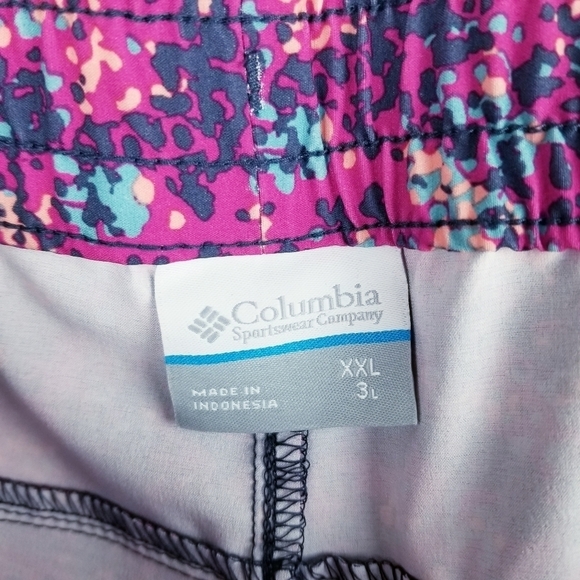 Columbia
Sportswear Company
XXL
3L
MADE IN
INDONESIA